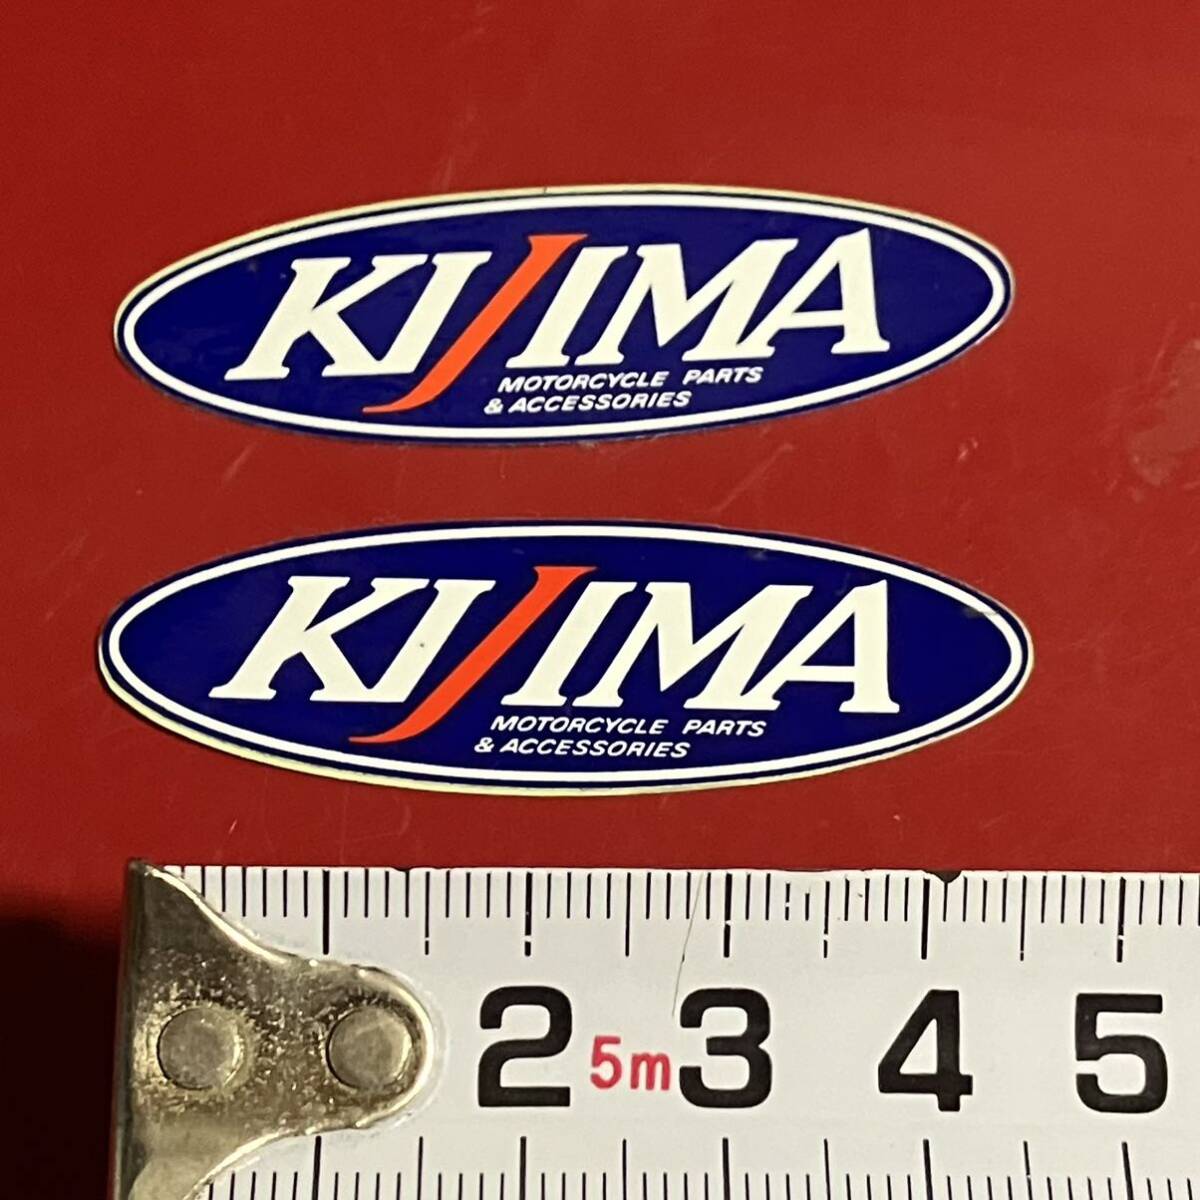 KIJIMA
MOTORCYCLE PARTS
& ACCESSORIES
KIJIMA
MOTORCYCLE PARTS
& ACCESSORIES
2 5m 3 4 5